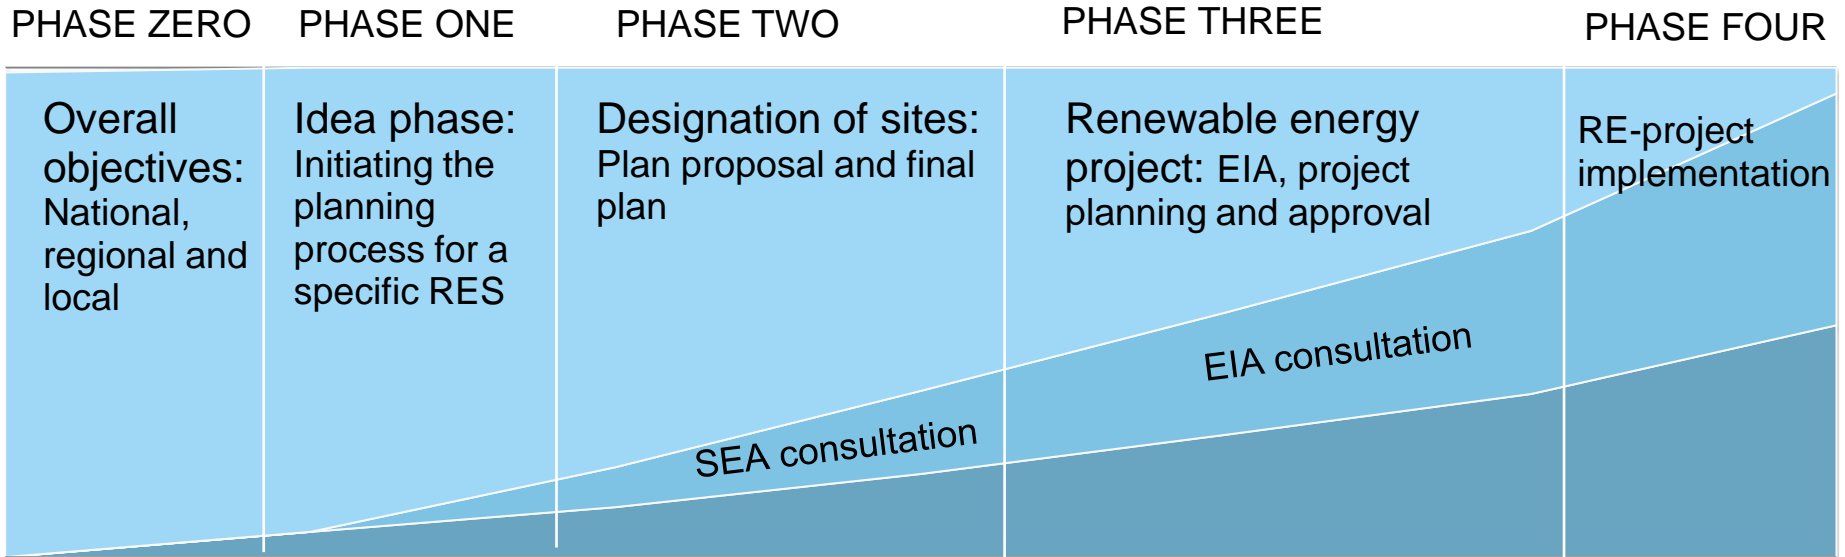 PHASE ZERO
PHASE ONE
PHASE TWO
PHASE THREE
PHASE FOUR
Overall
objectives:
National,
regional and
local
Idea phase:
Initiating the
planning
process for a
specific RES
Designation of sites:
Plan proposal and final
plan
Renewable energy
project: EIA, project
planning and approval
RE-project
implementation
SEA consultation
EIA consultation